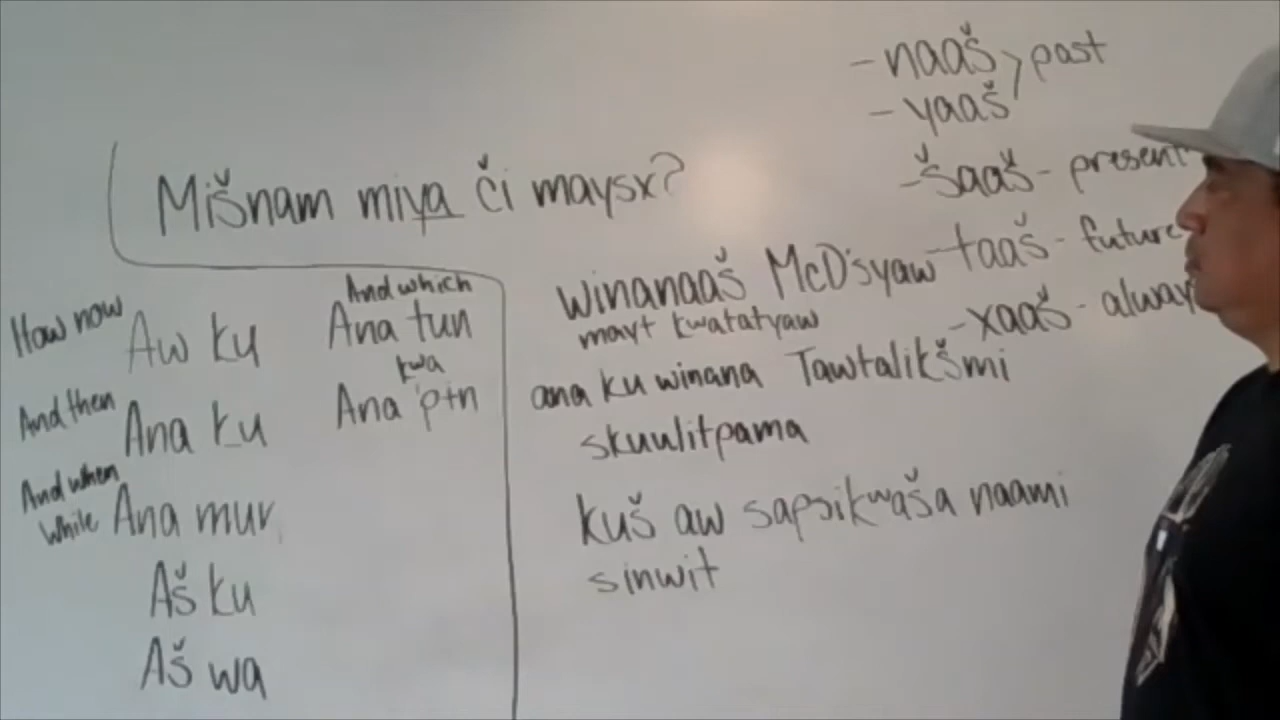 Mišnam miya či maysx?
How now Aw ku
And then Ana ku
And when
while Ana mun
Aš ku
Aš wa
And which
Ana tun
kwa
Ana ptn
-naaš > past
-yaaš
-šaaš - present
-taaš - future
-xaaš - alway
winanaaš McD'syaw
mayt kwatatyaw
ana ku winana Tawtalikšmi
skuulitpama
kuš aw sapsikʷaša naami
sinwit